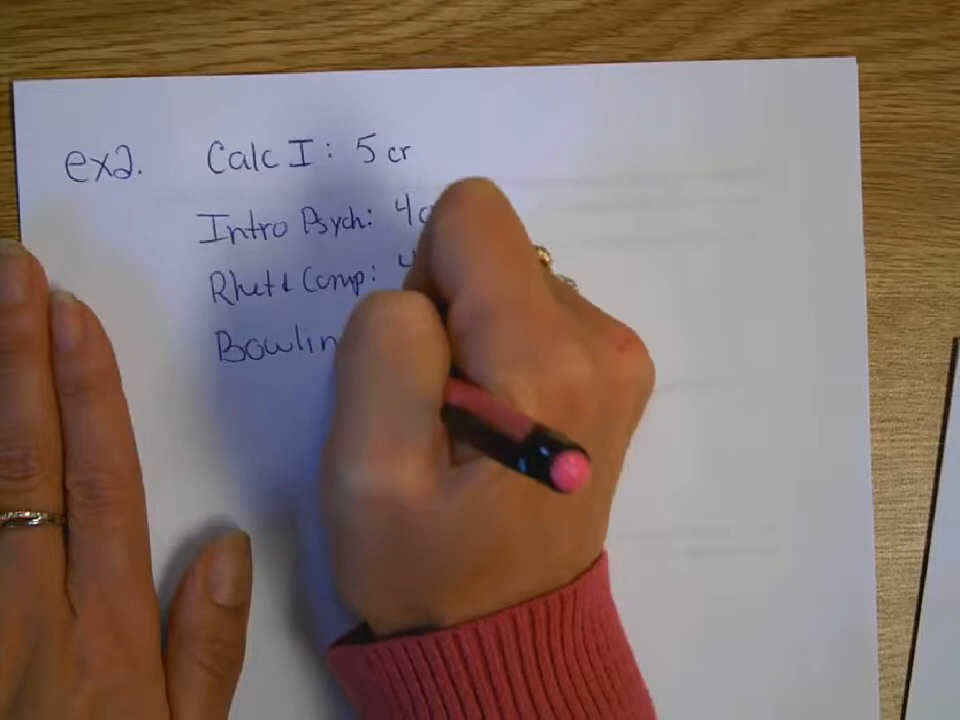 ex2. Calc I: 5 cr
Intro Psych: 4
Rhet & Comp: